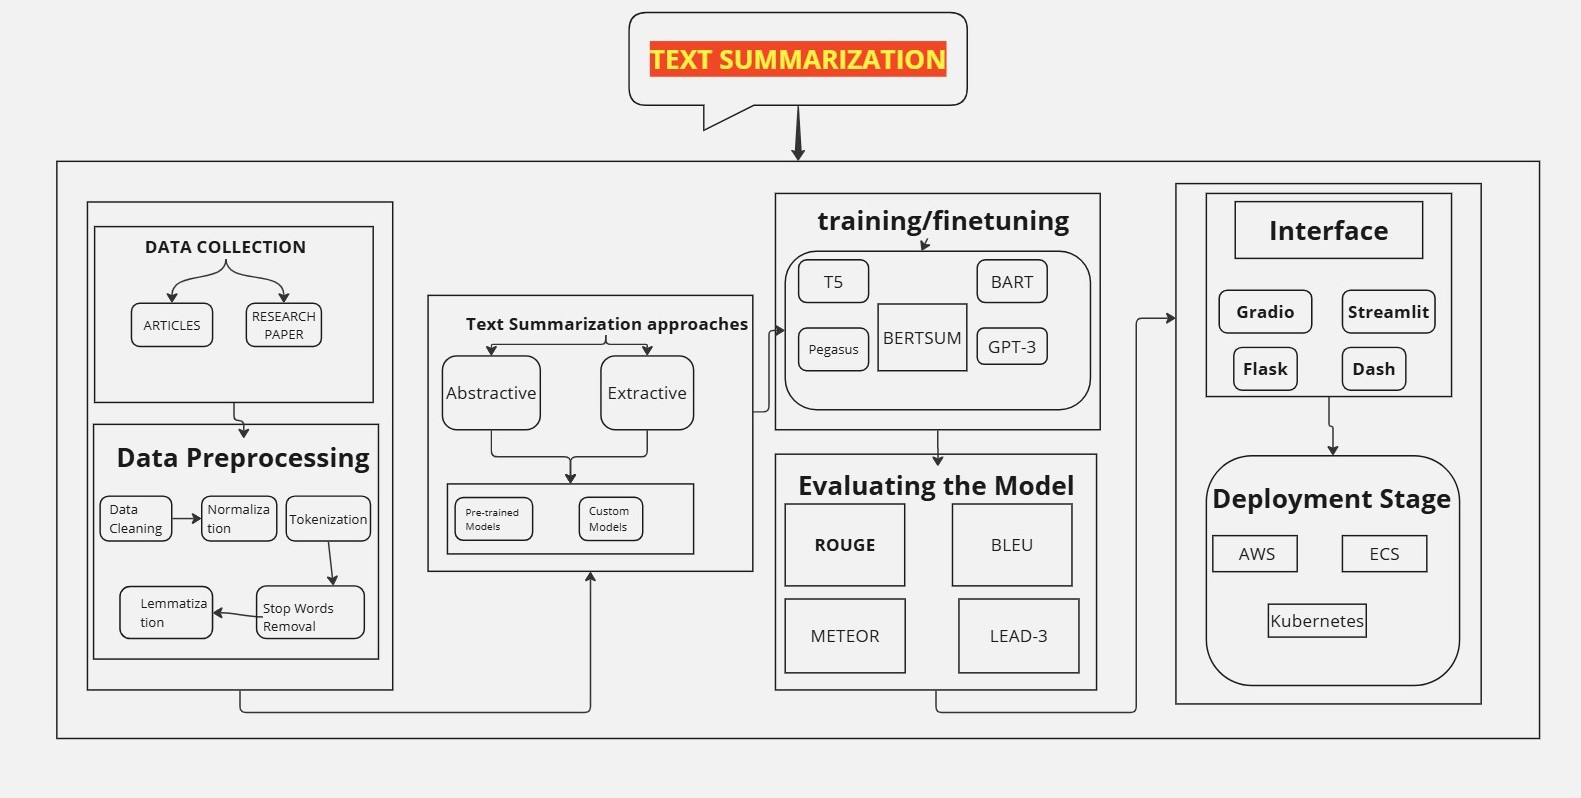 TEXT SUMMARIZATION
DATA COLLECTION
ARTICLES
RESEARCH
PAPER
Data Preprocessing
Data
Cleaning
Normaliza
tion
Tokenization
Lemmatiza
tion
Stop Words
Removal
Text Summarization approaches
Abstractive
Extractive
Pre-trained
Models
Custom
Models
training/finetuning
T5
BART
BERTSUM
Pegasus
GPT-3
Evaluating the Model
ROUGE
BLEU
METEOR
LEAD-3
Interface
Gradio
Streamlit
Flask
Dash
Deployment Stage
AWS
ECS
Kubernetes